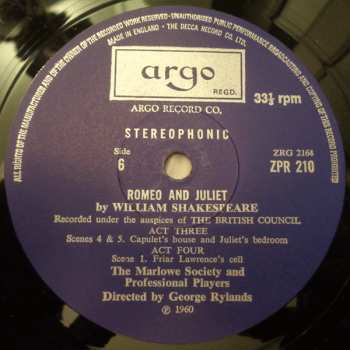 ALL RIGHTS OF THE MANUFACTURER AND OF THE OWNER OF THE RECORDED WORK RESERVED · UNAUTHORISED PUBLIC PERFORMANCE BROADCASTING AND COPYING OF THIS RECORD PROHIBITED
MADE IN ENGLAND · THE DECCA RECORD CO. LTD.
argo
REGD.
33⅓ rpm
ARGO RECORD CO.
STEREOPHONIC
Side
6
ZRG 2164
ZPR 210
ROMEO AND JULIET
by WILLIAM SHAKESPEARE
Recorded under the auspices of THE BRITISH COUNCIL
ACT THREE
Scenes 4 & 5. Capulet's house and Juliet's bedroom
ACT FOUR
Scene 1. Friar Lawrence's cell
The Marlowe Society and
Professional Players
Directed by George Rylands
℗ 1960